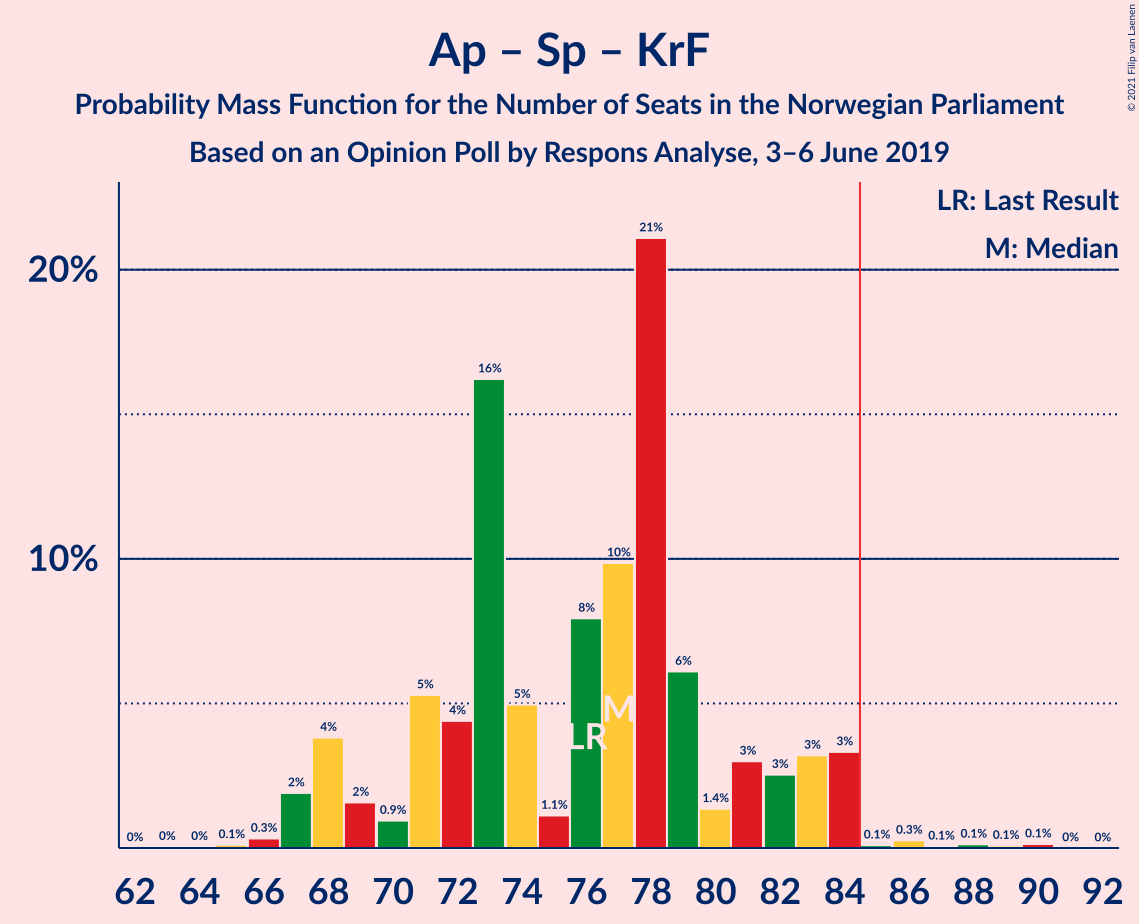 Ap – Sp – KrF
Probability Mass Function for the Number of Seats in the Norwegian Parliament
Based on an Opinion Poll by Respons Analyse, 3–6 June 2019
© 2021 Filip van Laenen
LR: Last Result
M: Median
20%
10%
0% 0% 0% 0.1% 0.3% 2% 4% 2% 0.9% 5% 4% 16% 5% 1.1% 8% 10% 21% 6% 1.4% 3% 3% 3% 3% 0.1% 0.3% 0.1% 0.1% 0.1% 0.1% 0% 0%
LR
M
62 64 66 68 70 72 74 76 78 80 82 84 86 88 90 92